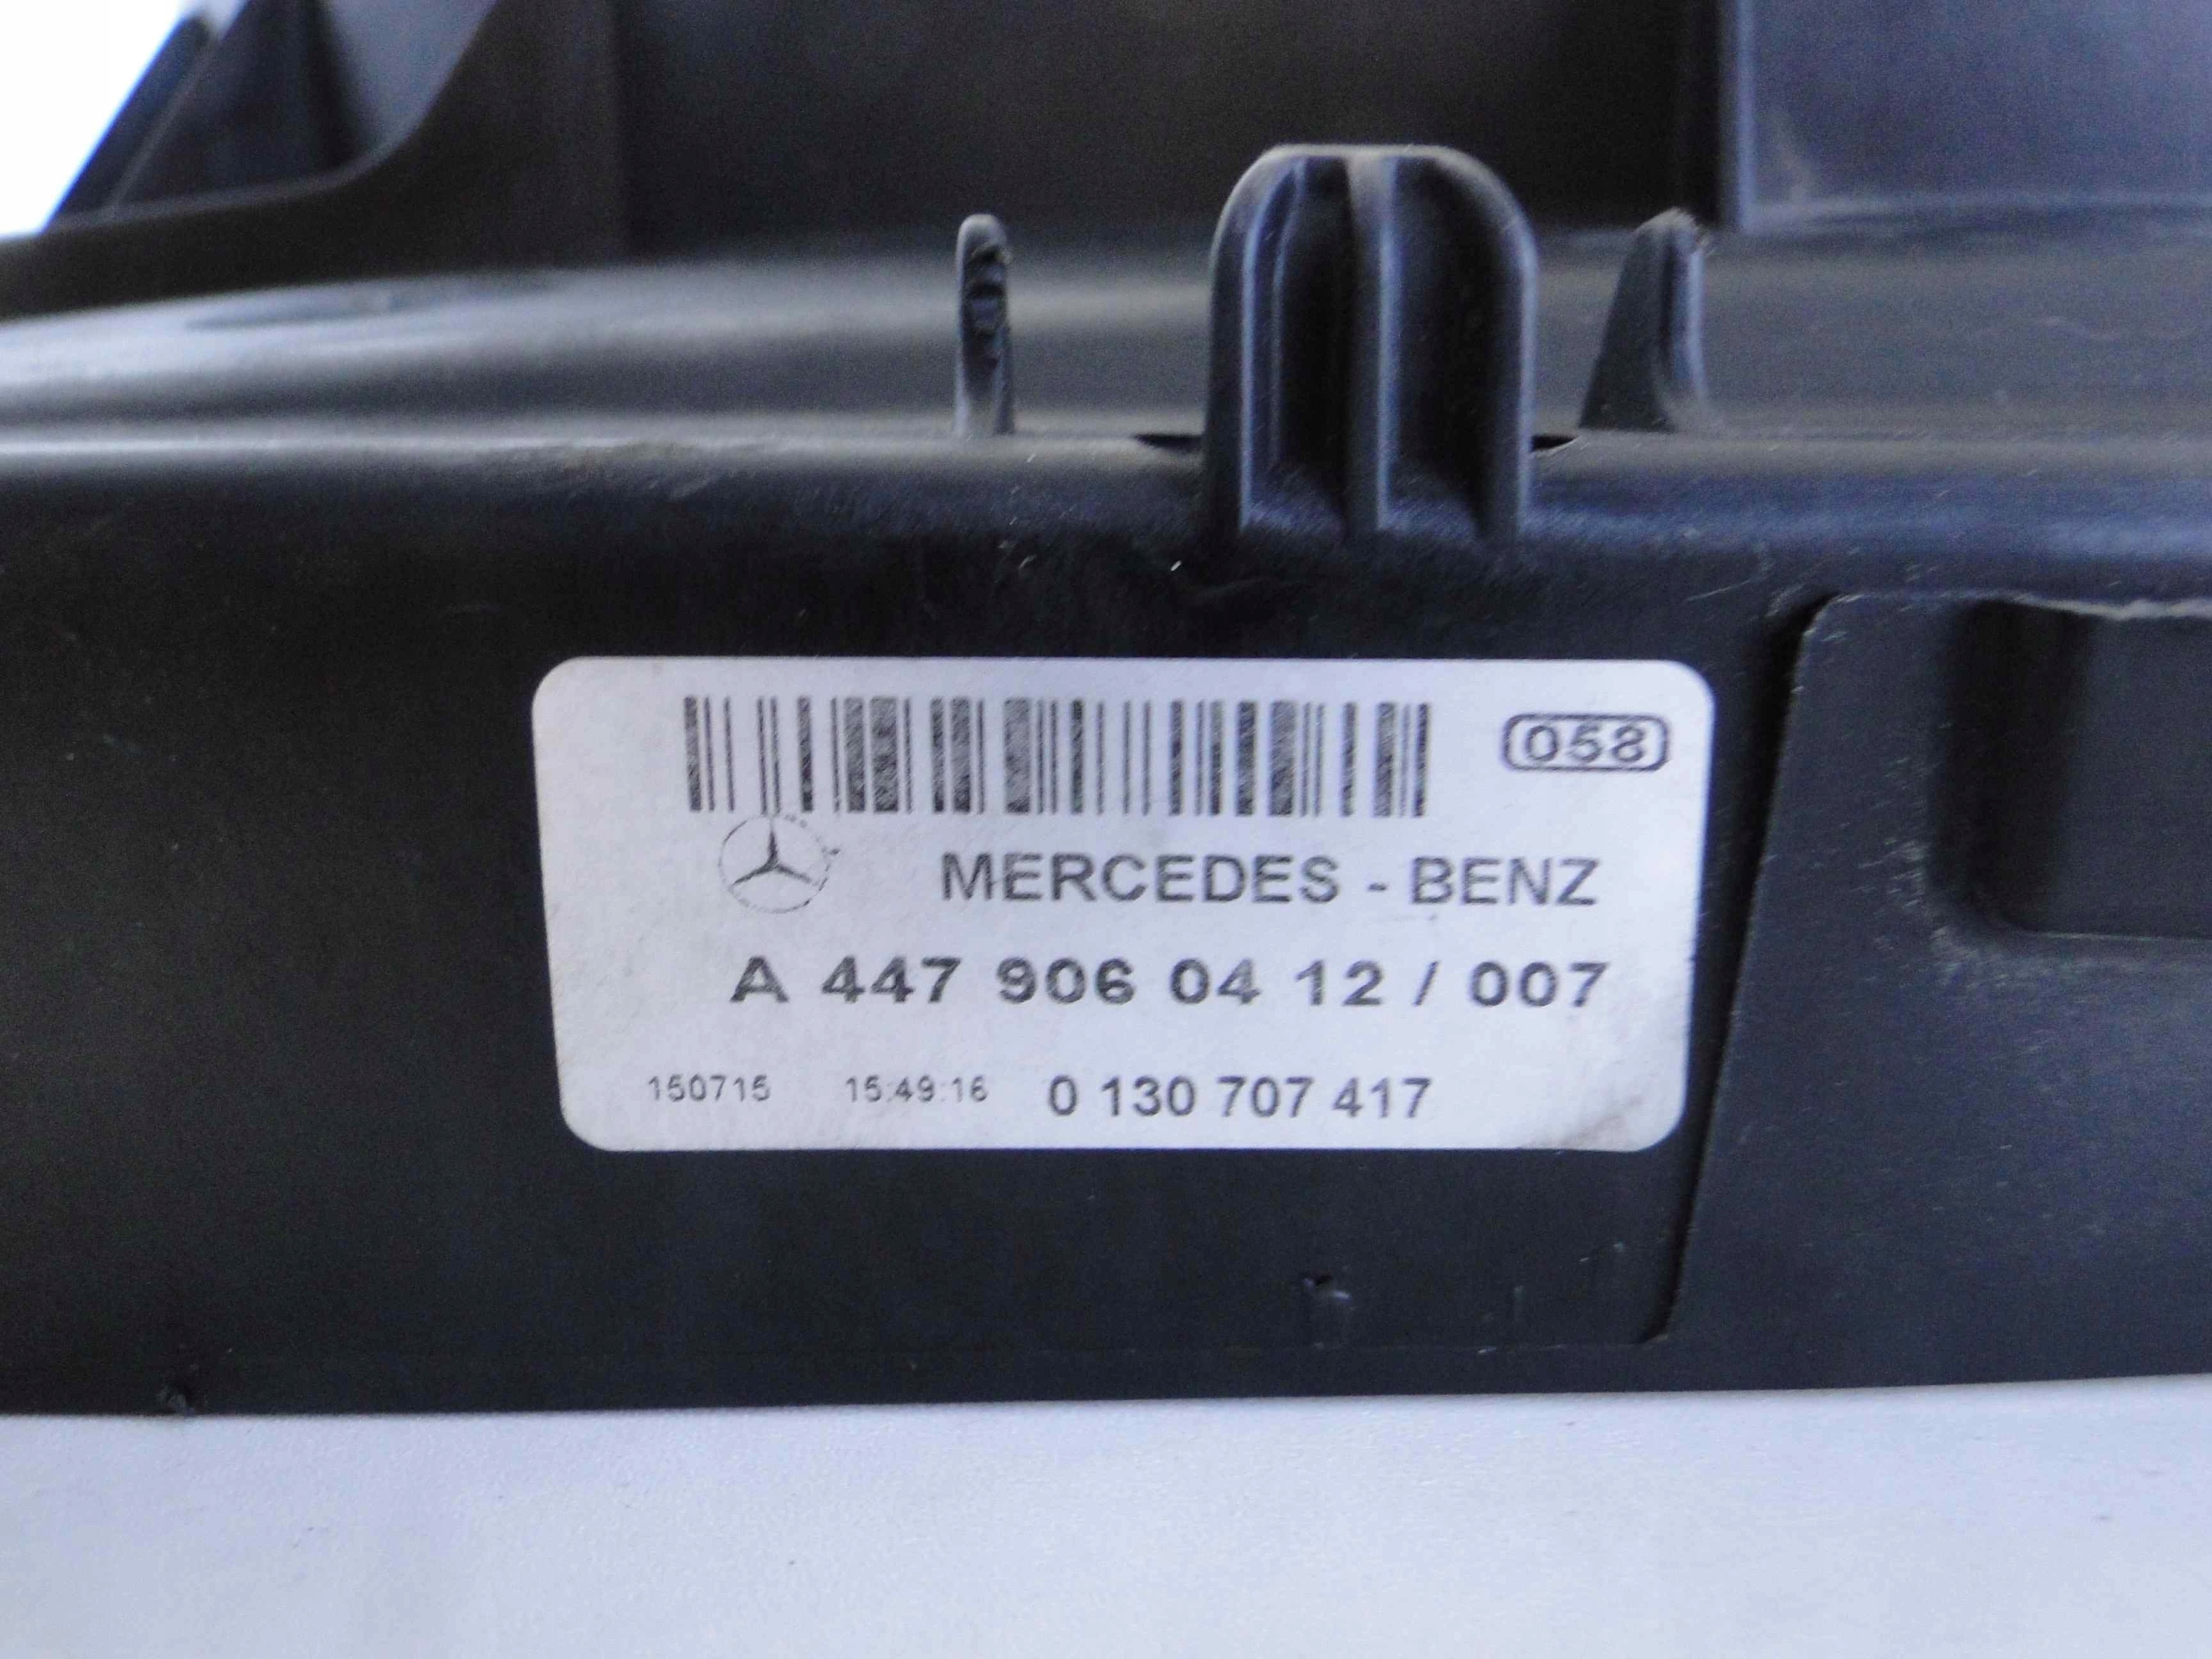 058
MERCEDES - BENZ
A 447 906 04 12 / 007
150715 15:49:16 0 130 707 417